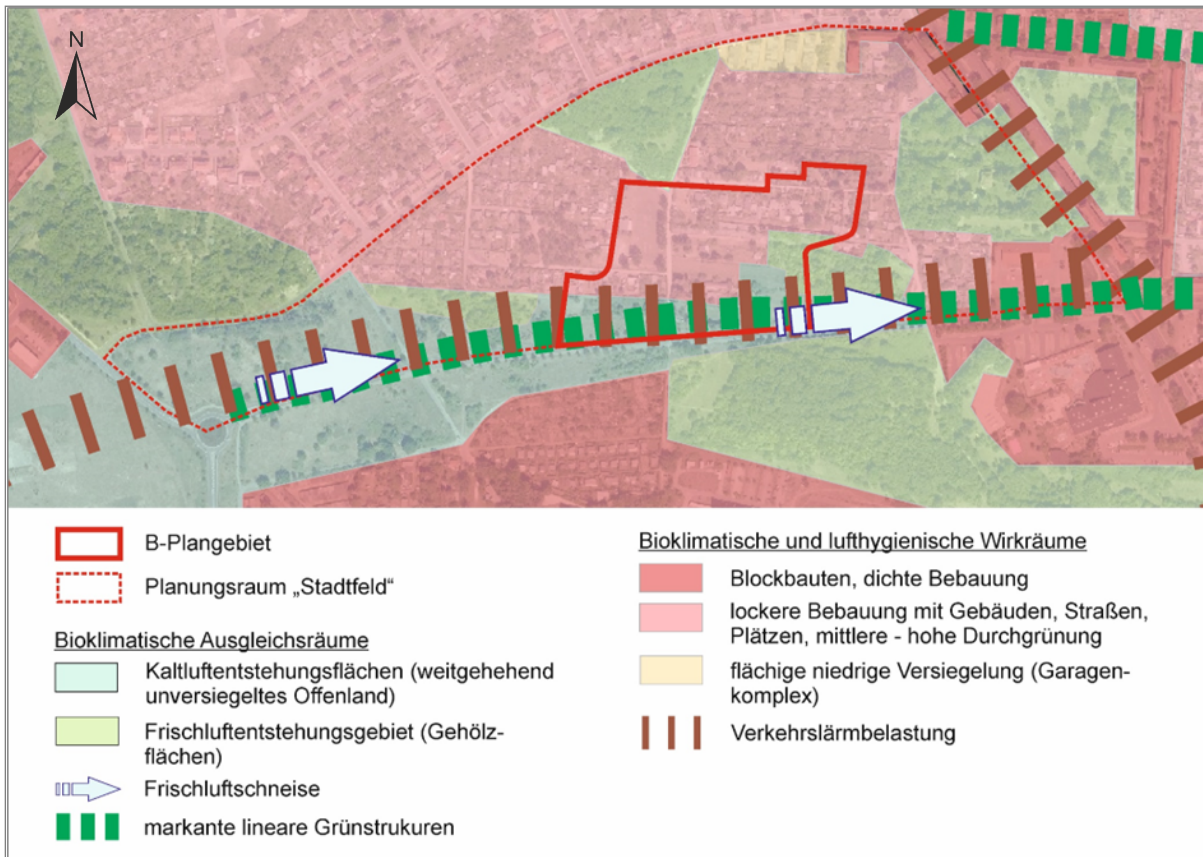 N
B-Plangebiet
Planungsraum „Stadtfeld“
Bioklimatische Ausgleichsräume
Kaltluftentstehungsflächen (weitgehehend
unversiegeltes Offenland)
Frischluftentstehungsgebiet (Gehölz-
flächen)
Frischluftschneise
markante lineare Grünstrukuren
Bioklimatische und lufthygienische Wirkräume
Blockbauten, dichte Bebauung
lockere Bebauung mit Gebäuden, Straßen,
Plätzen, mittlere - hohe Durchgrünung
flächige niedrige Versiegelung (Garagen-
komplex)
Verkehrslärmbelastung